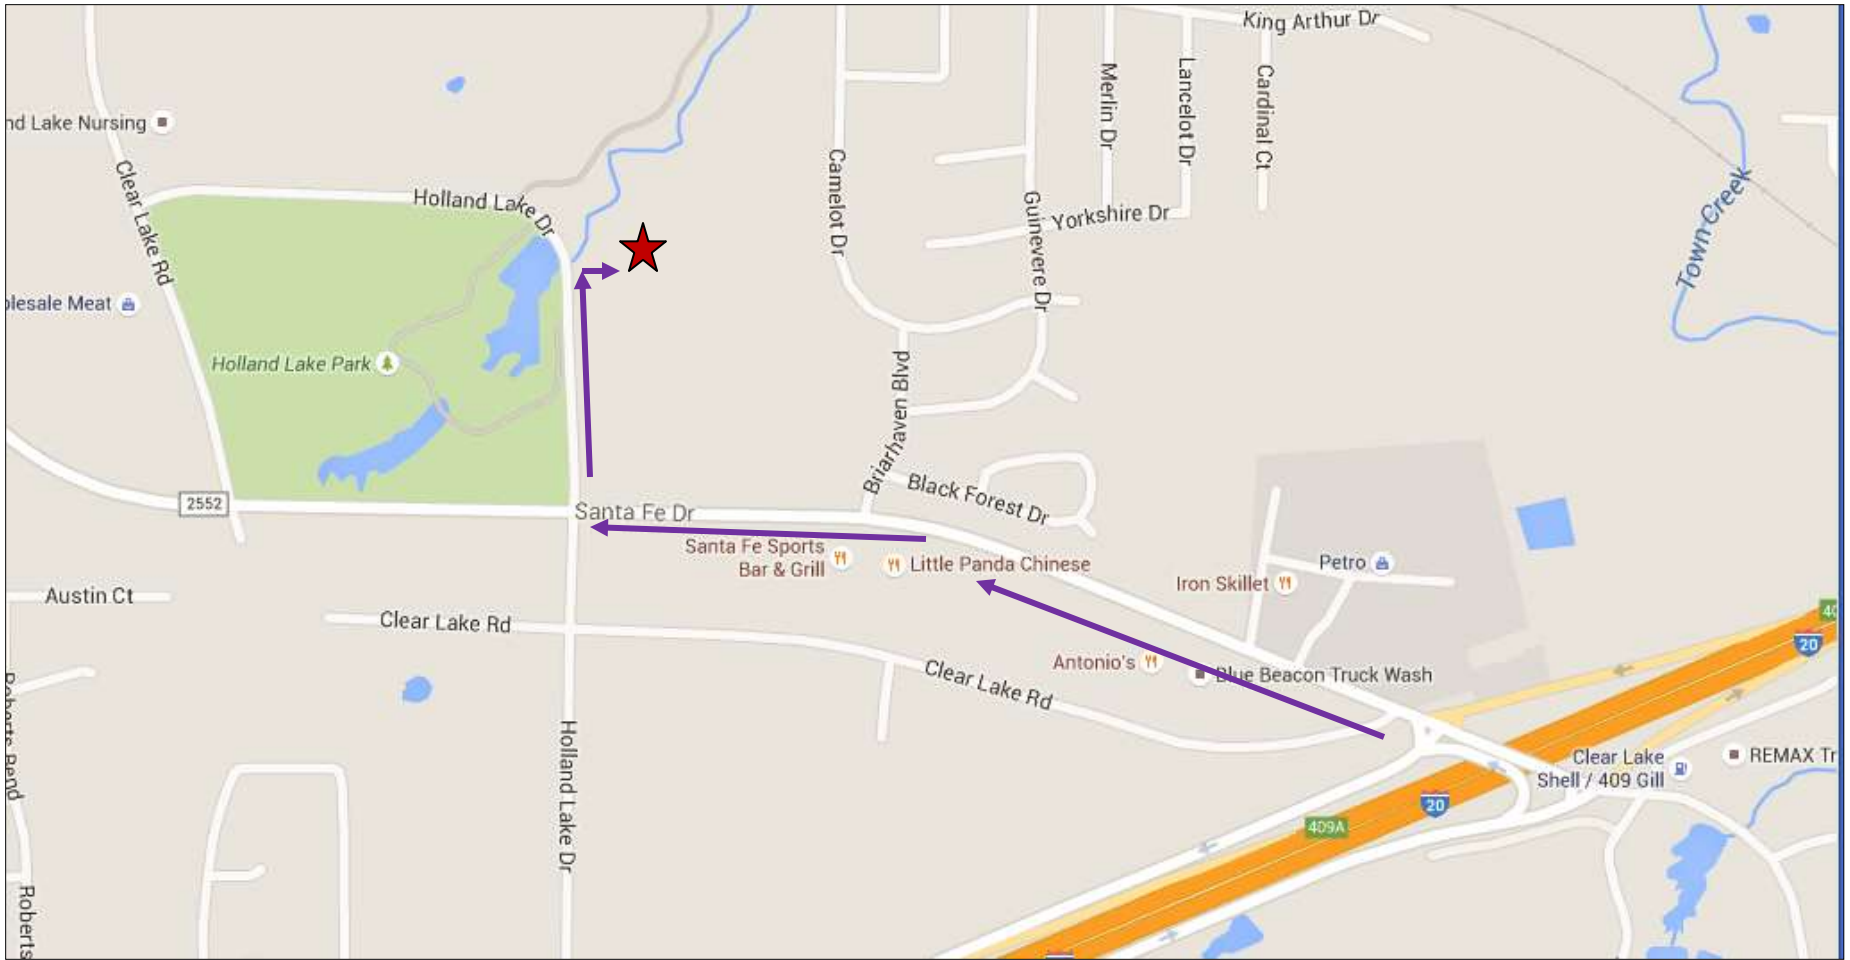 King Arthur Dr
Merlin Dr
Lancelot Dr
Cardinal Ct
nd Lake Nursing
Clear Lake Rd
Holland Lake Dr
Camelot Dr
Guinevere Dr
Yorkshire Dr
Town Creek
olesale Meat
Holland Lake Park
Briarhaven Blvd
2552
Santa Fe Dr
Black Forest Dr
Santa Fe Sports
Bar & Grill
Little Panda Chinese
Iron Skillet
Petro
Austin Ct
Clear Lake Rd
40
20
Antonio's
Blue Beacon Truck Wash
Clear Lake Rd
Roberts Bend
Holland Lake Dr
Clear Lake
Shell / 409 Gill
REMAX Tr
20
409A
Roberts